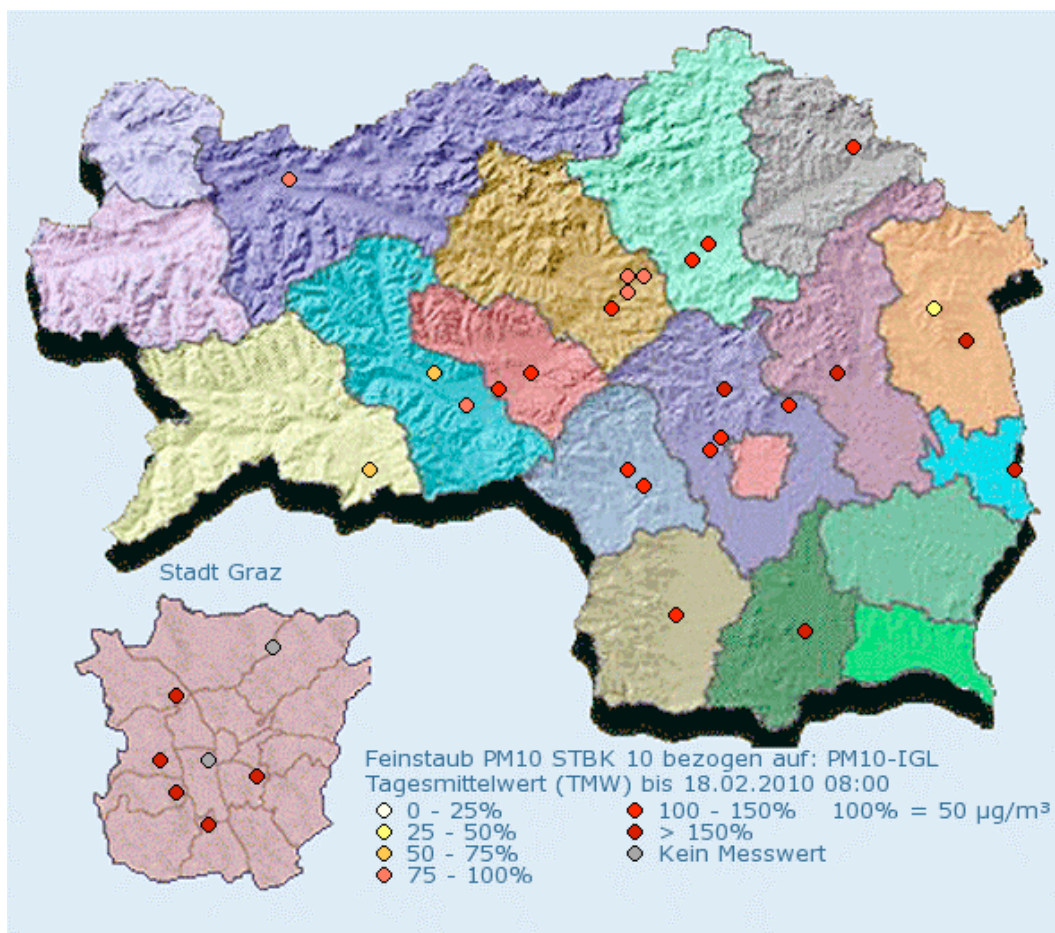 Stadt Graz
Feinstaub PM10 STBK 10 bezogen auf: PM10-IGL
Tagesmittelwert (TMW) bis 18.02.2010 08:00
0 - 25%
25 - 50%
50 - 75%
75 - 100%
100 - 150% 100% = 50 µg/m³
> 150%
Kein Messwert